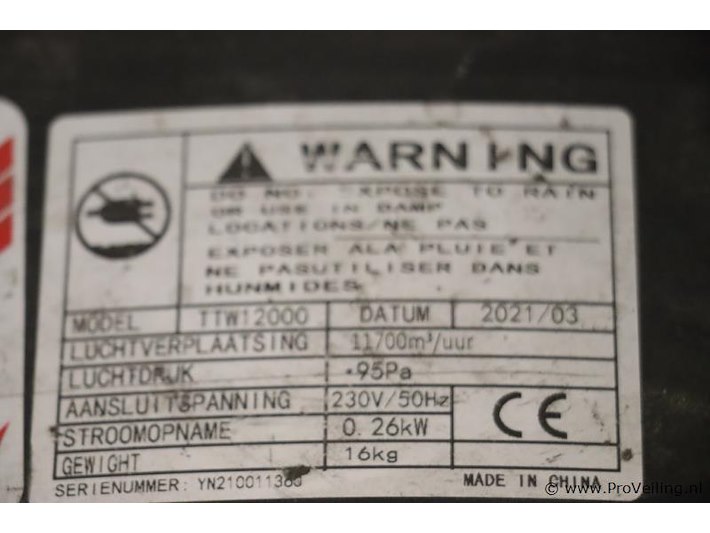 WARNING
DO NOT EXPOSE TO RAIN
OR USE IN DAMP
LOCATIONS/NE PAS
EXPOSER ALA PLUIE ET
NE PASUTILISER DANS
HUNMIDES
MODEL TTW12000 DATUM 2021/03
LUCHTVERPLAATSING 11700m³/uur
LUCHTDRUK 95Pa
AANSLUITSPANNING 230V/50Hz
STROOMOPNAME 0.26kW
GEWIGHT 16kg
CE
SERIENUMMER: MADE IN CHINA
© www.ProVeiling.nl